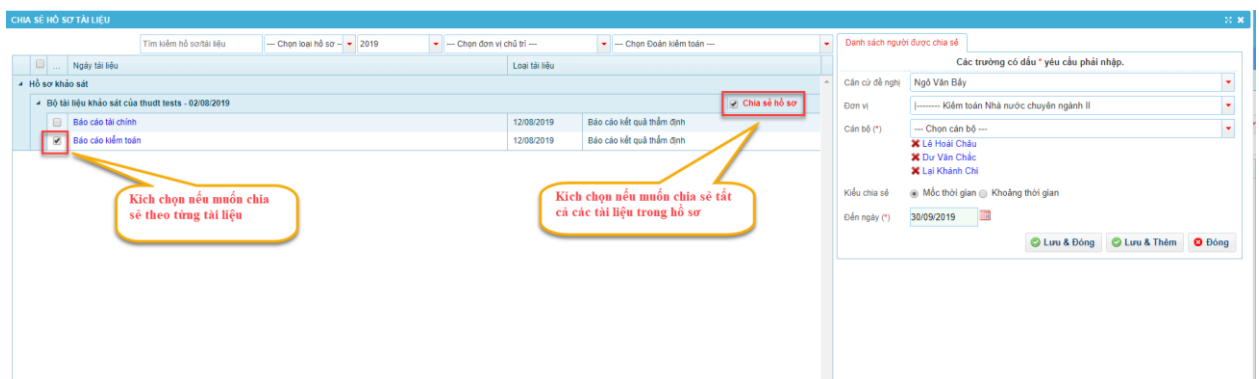 CHIA SẺ HỒ SƠ TÀI LIỆU
Tìm kiếm hồ sơ/tài liệu
--- Chọn loại hồ sơ --
2019
--- Chọn đơn vị chủ trì ---
--- Chọn Đoàn kiểm toán ---
... Ngày tài liệu Loại tài liệu
Hồ sơ khảo sát
Bộ tài liệu khảo sát của thudt tests - 02/08/2019 Chia sẻ hồ sơ
Báo cáo tài chính 12/08/2019 Báo cáo kết quả thẩm định
Báo cáo kiểm toán 12/08/2019 Báo cáo kết quả thẩm định
Kích chọn nếu muốn chia
sẻ theo từng tài liệu
Kích chọn nếu muốn chia sẻ tất
cả các tài liệu trong hồ sơ
Danh sách người được chia sẻ
Các trường có dấu * yêu cầu phải nhập.
Căn cứ đề nghị Ngô Văn Bẩy
Đơn vị |-------- Kiểm toán Nhà nước chuyên ngành II
Cán bộ (*) --- Chọn cán bộ ---
Lê Hoài Châu
Dư Văn Chắc
Lại Khánh Chi
Kiểu chia sẻ Mốc thời gian Khoảng thời gian
Đến ngày (*) 30/09/2019
Lưu & Đóng Lưu & Thêm Đóng